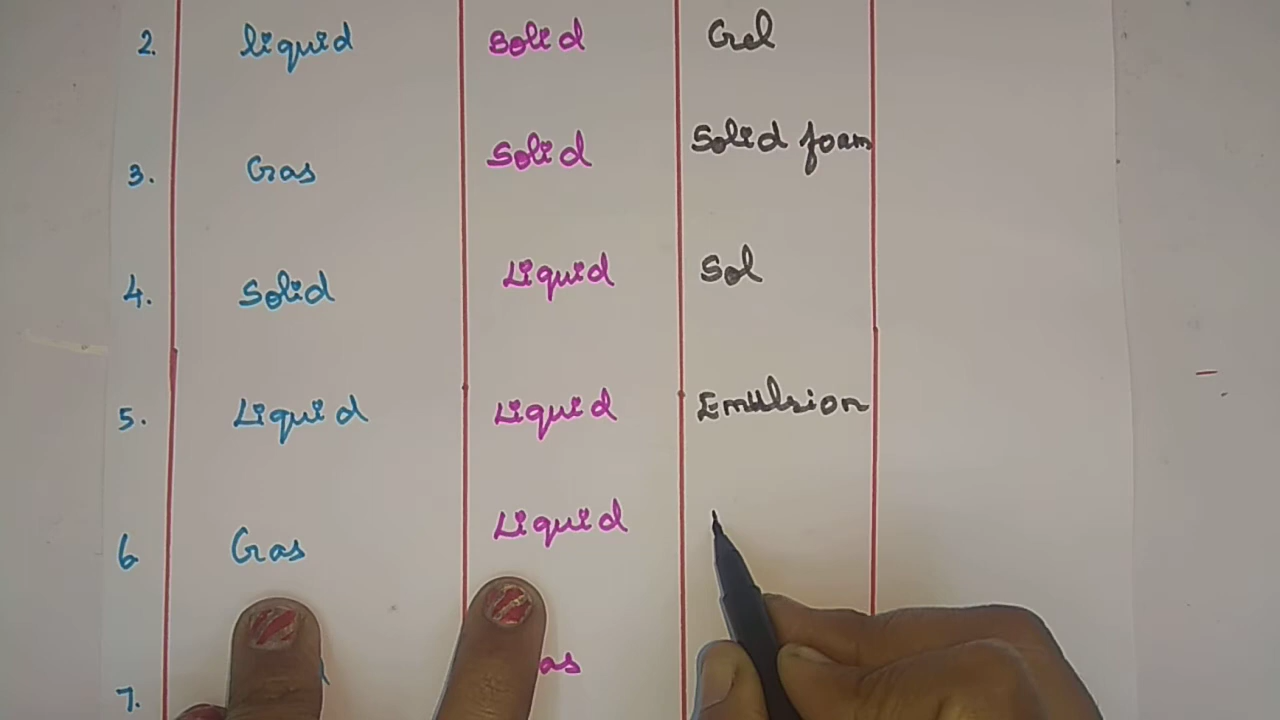 2. liquid Solid Gel
3. Gas Solid Solid foam
4. Solid Liquid Sol
5. Liquid Liquid Emulsion
6 Gas Liquid
7.